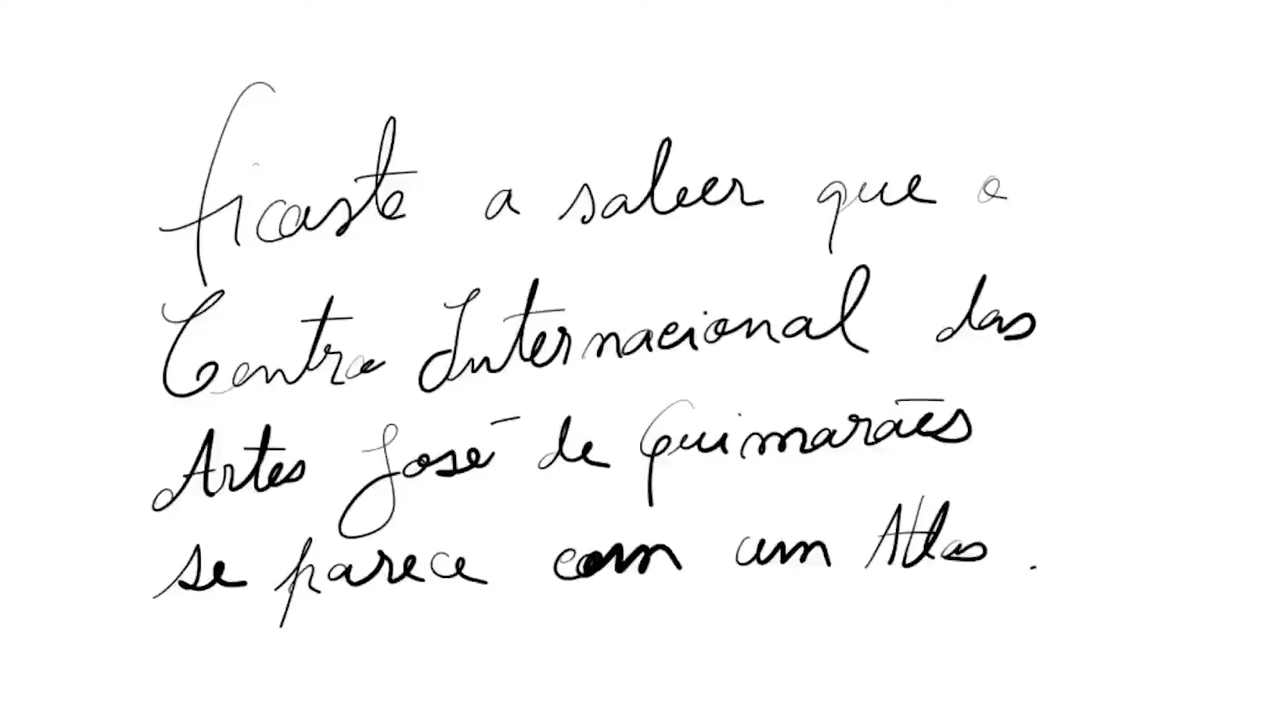 ficaste a saber que o
Centro Internacional das
Artes José de Guimarães
se parece com um Atlas.